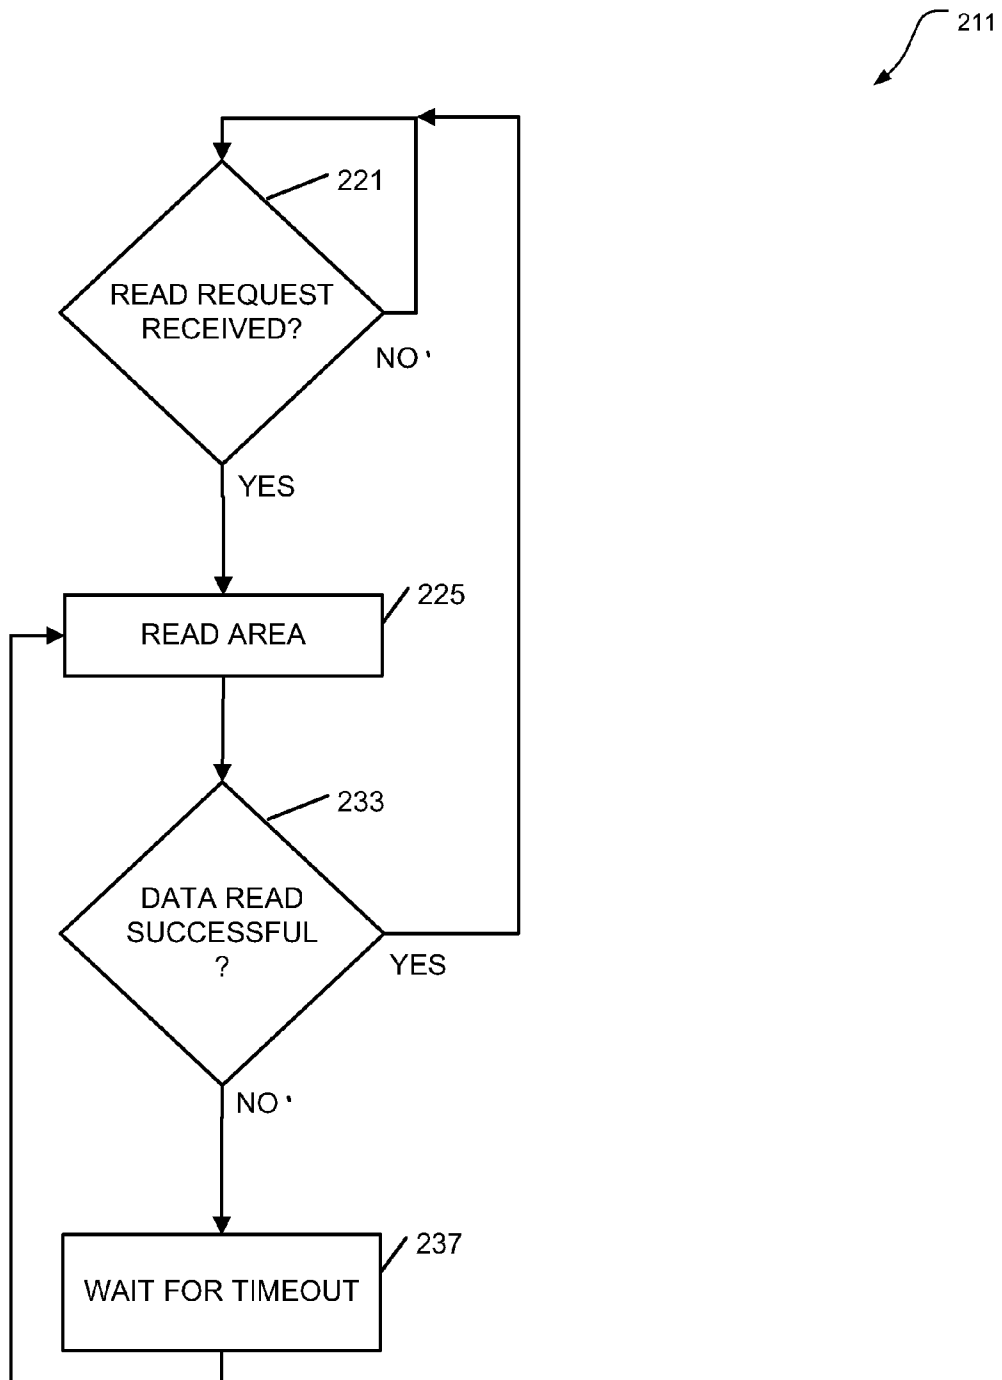 211
221
READ REQUEST
RECEIVED?
NO
YES
225
READ AREA
233
DATA READ
SUCCESSFUL
?
YES
NO
237
WAIT FOR TIMEOUT